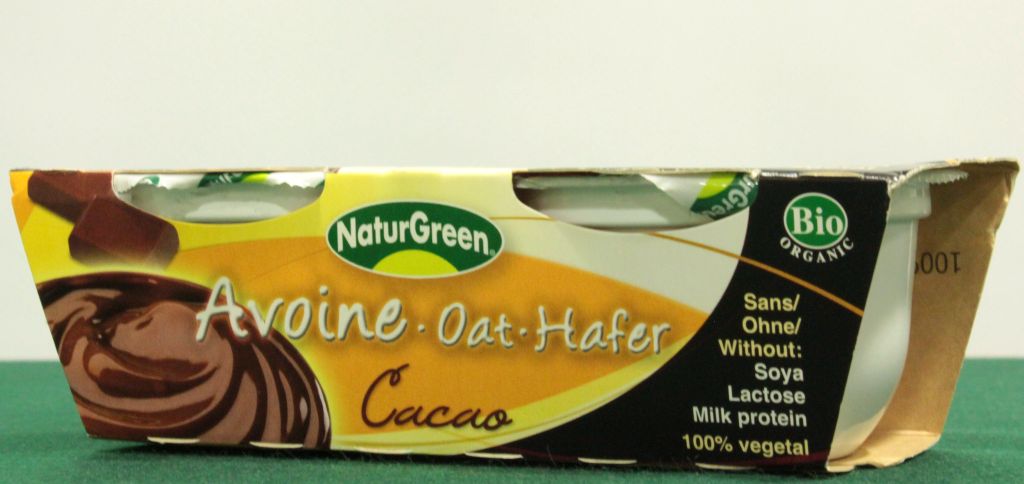 NaturGreen®
Bio
ORGANIC
Avoine · Oat · Hafer
Cacao
Sans/
Ohne/
Without:
Soya
Lactose
Milk protein
100% vegetal